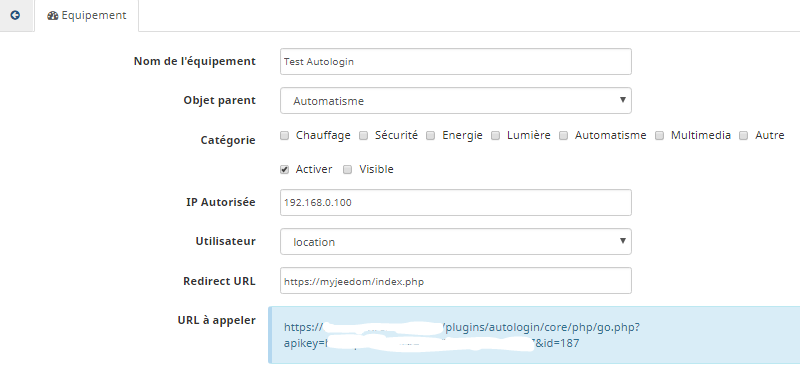 Equipement
Nom de l'équipement Test Autologin
Objet parent Automatisme
Catégorie Chauffage Sécurité Energie Lumière Automatisme Multimedia Autre
Activer Visible
IP Autorisée 192.168.0.100
Utilisateur location
Redirect URL https://myjeedom/index.php
URL à appeler https:// /plugins/autologin/core/php/go.php?
apikey= &id=187